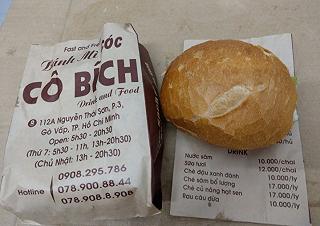 Fast and Fre
Bánh Mì CÓC
CÔ BÍCH
Drink and Food
112A Nguyễn Thái Sơn, P.3,
Gò Vấp, TP. Hồ Chí Minh
Open: 5h30 - 20h30
(Thứ 7: 5h30 - 11h, 13h-20h30)
(Chủ Nhật: 13h - 20h30)
Hotline
0908.295.786
078.900.88.44
078.908.8.908
DRINK
Nước sâm 10.000/chai
Sữa tươi 12.000/chai
Chè đậu xanh đánh 10.000/ly
Chè sâm bổ lượng 17.000/ly
Chè củ năng hạt sen 17.000/ly
Rau câu dừa 10.000/